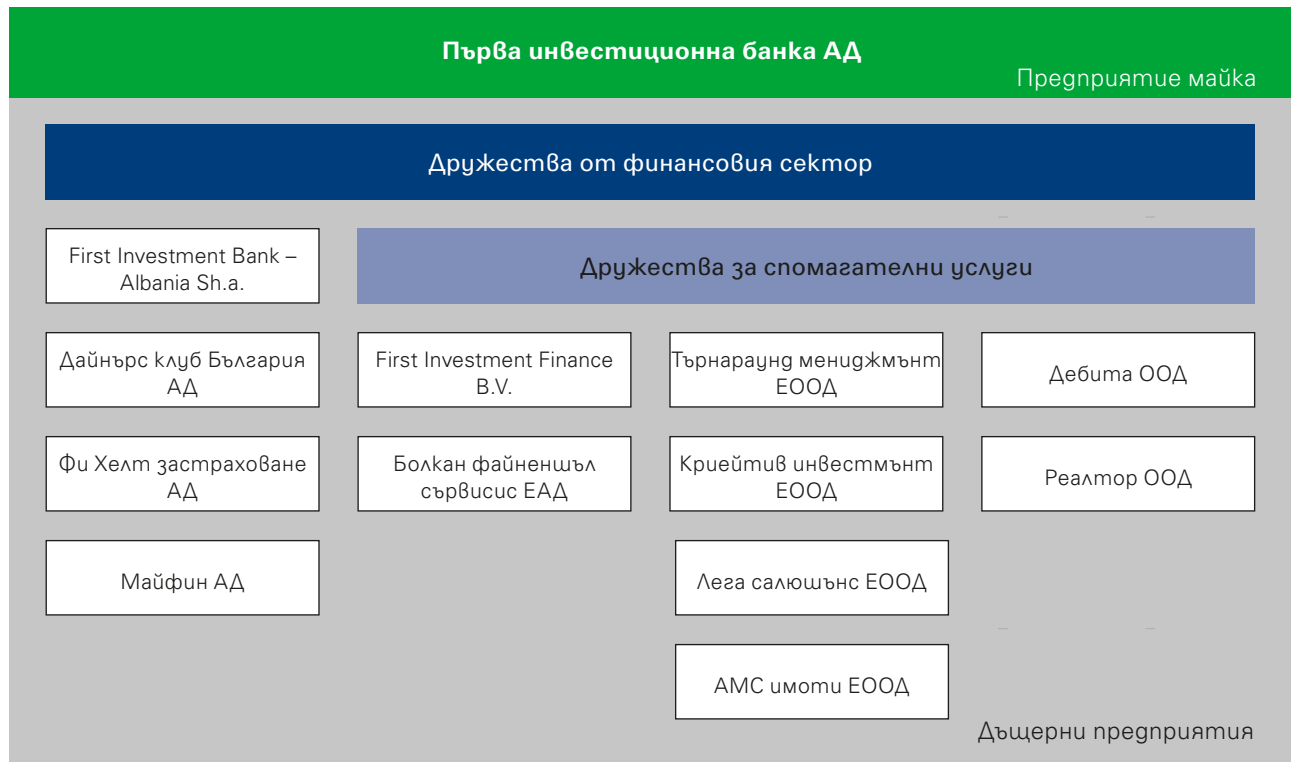 Първа инвестиционна банка АД
Предприятие майка
Дружества от финансовия сектор
First Investment Bank –
Albania Sh.a.
Дружества за спомагателни услуги
Дайнърс клуб България
АД
First Investment Finance
B.V.
Търнараунд мениджмънт
ЕООД
Дебита ООД
Фи Хелт застраховане
АД
Болкан файненшъл
сървисис ЕАД
Криейтив инвестмънт
ЕООД
Реалтор ООД
Майфин АД
Лега салюшънс ЕООД
АМС имоти ЕООД
Дъщерни предприятия